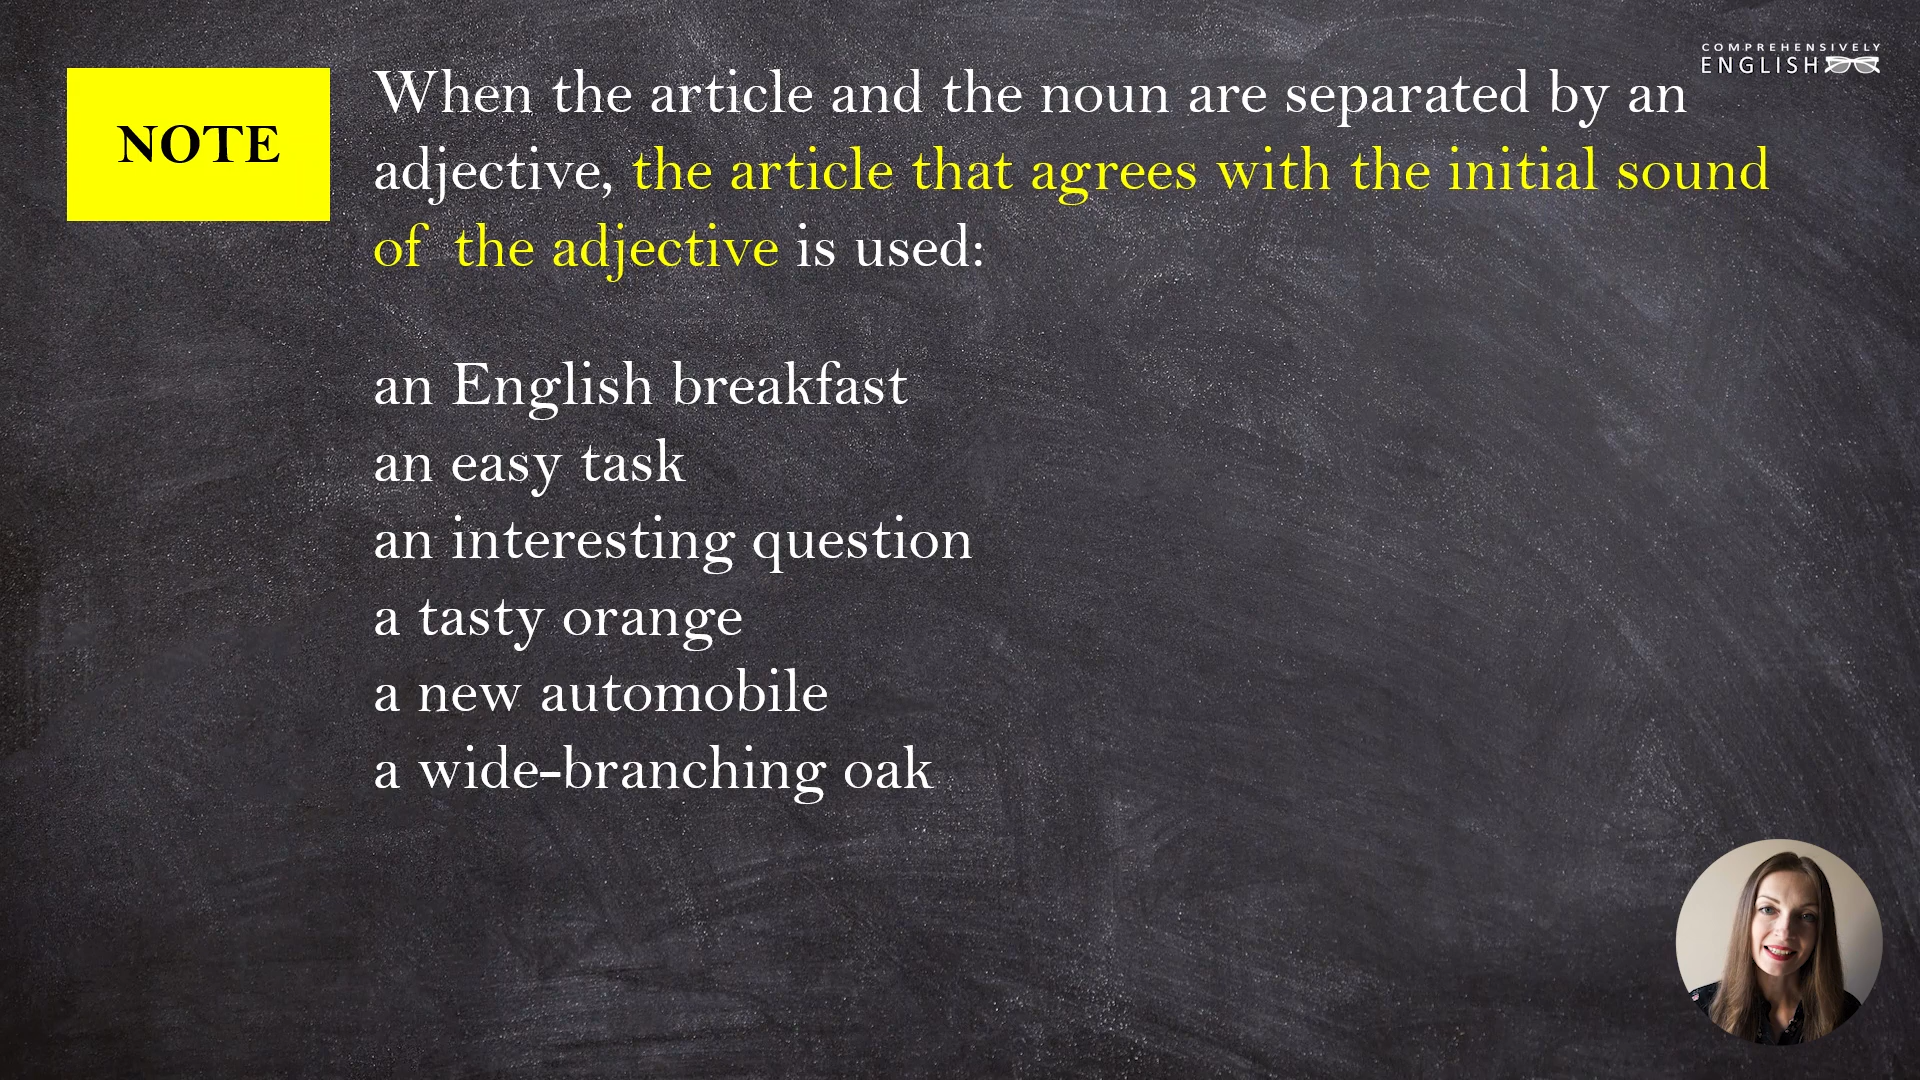 COMPREHENSIVELY
ENGLISH
NOTE
When the article and the noun are separated by an
adjective, the article that agrees with the initial sound
of the adjective is used:
an English breakfast
an easy task
an interesting question
a tasty orange
a new automobile
a wide-branching oak